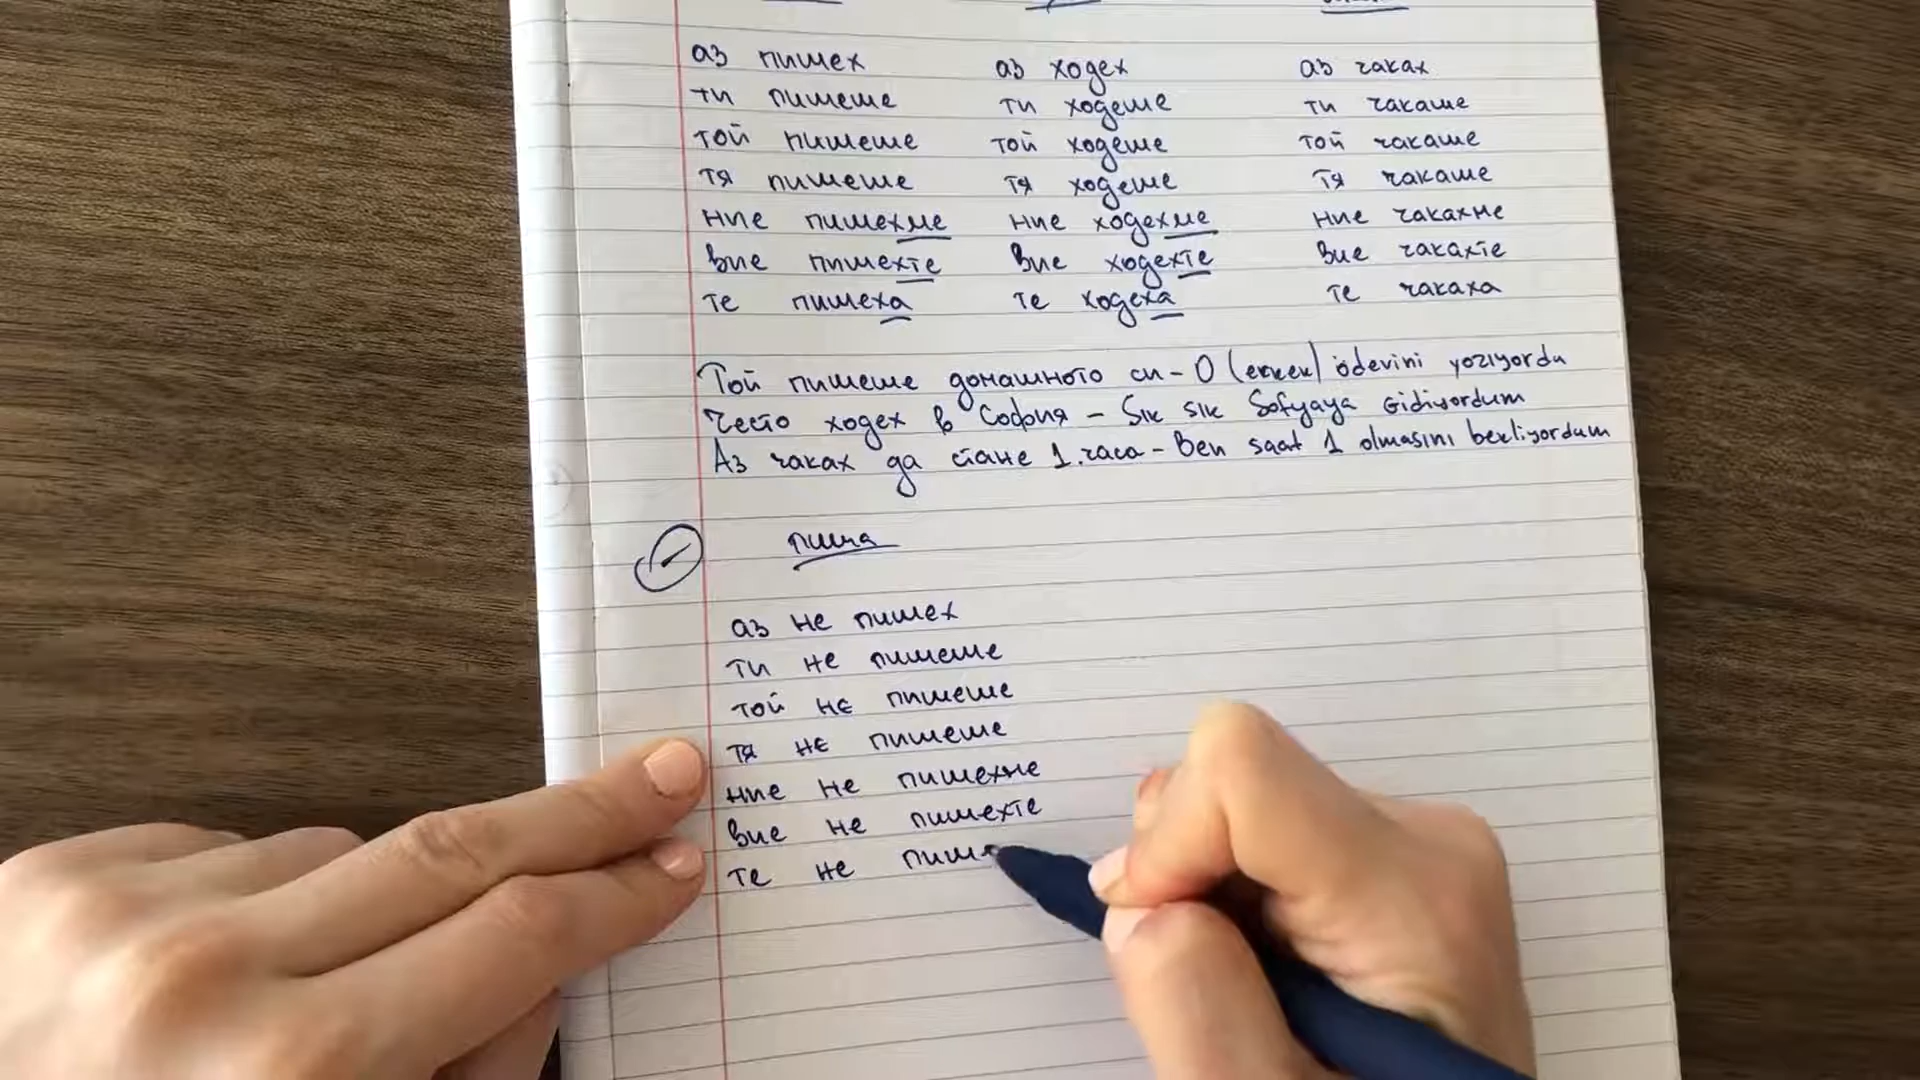 аз пишех аз ходех аз чаках
ти пишеше ти ходеше ти чакаше
той пишеше той ходеше той чакаше
тя пишеше тя ходеше тя чакаше
ние пишехме ние ходехме ние чакахме
вие пишехте вие ходехте вие чакахте
те пишеха те ходеха те чакаха
Той пишеше домашното си - O (erkek) ödevini yazıyordu
Често ходех в София - Sık sık Sofyaya Gidiyordum
Аз чаках да стане 1.часа - Ben saat 1 olmasını bekliyordum
пиша
аз не пишех
ти не пишеше
той не пишеше
тя не пишеше
ние не пишехме
вие не пишехте
те не пише